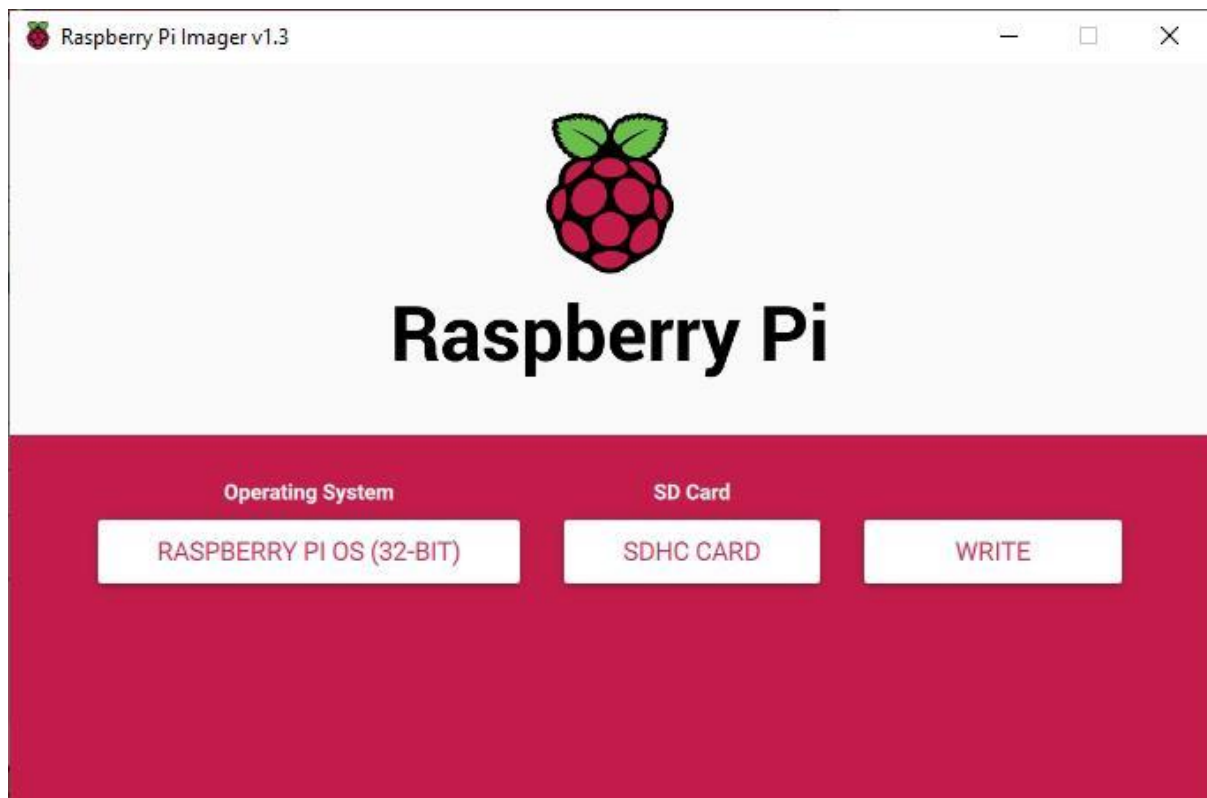 Raspberry Pi Imager v1.3
Raspberry Pi
Operating System
SD Card
RASPBERRY PI OS (32-BIT)
SDHC CARD
WRITE